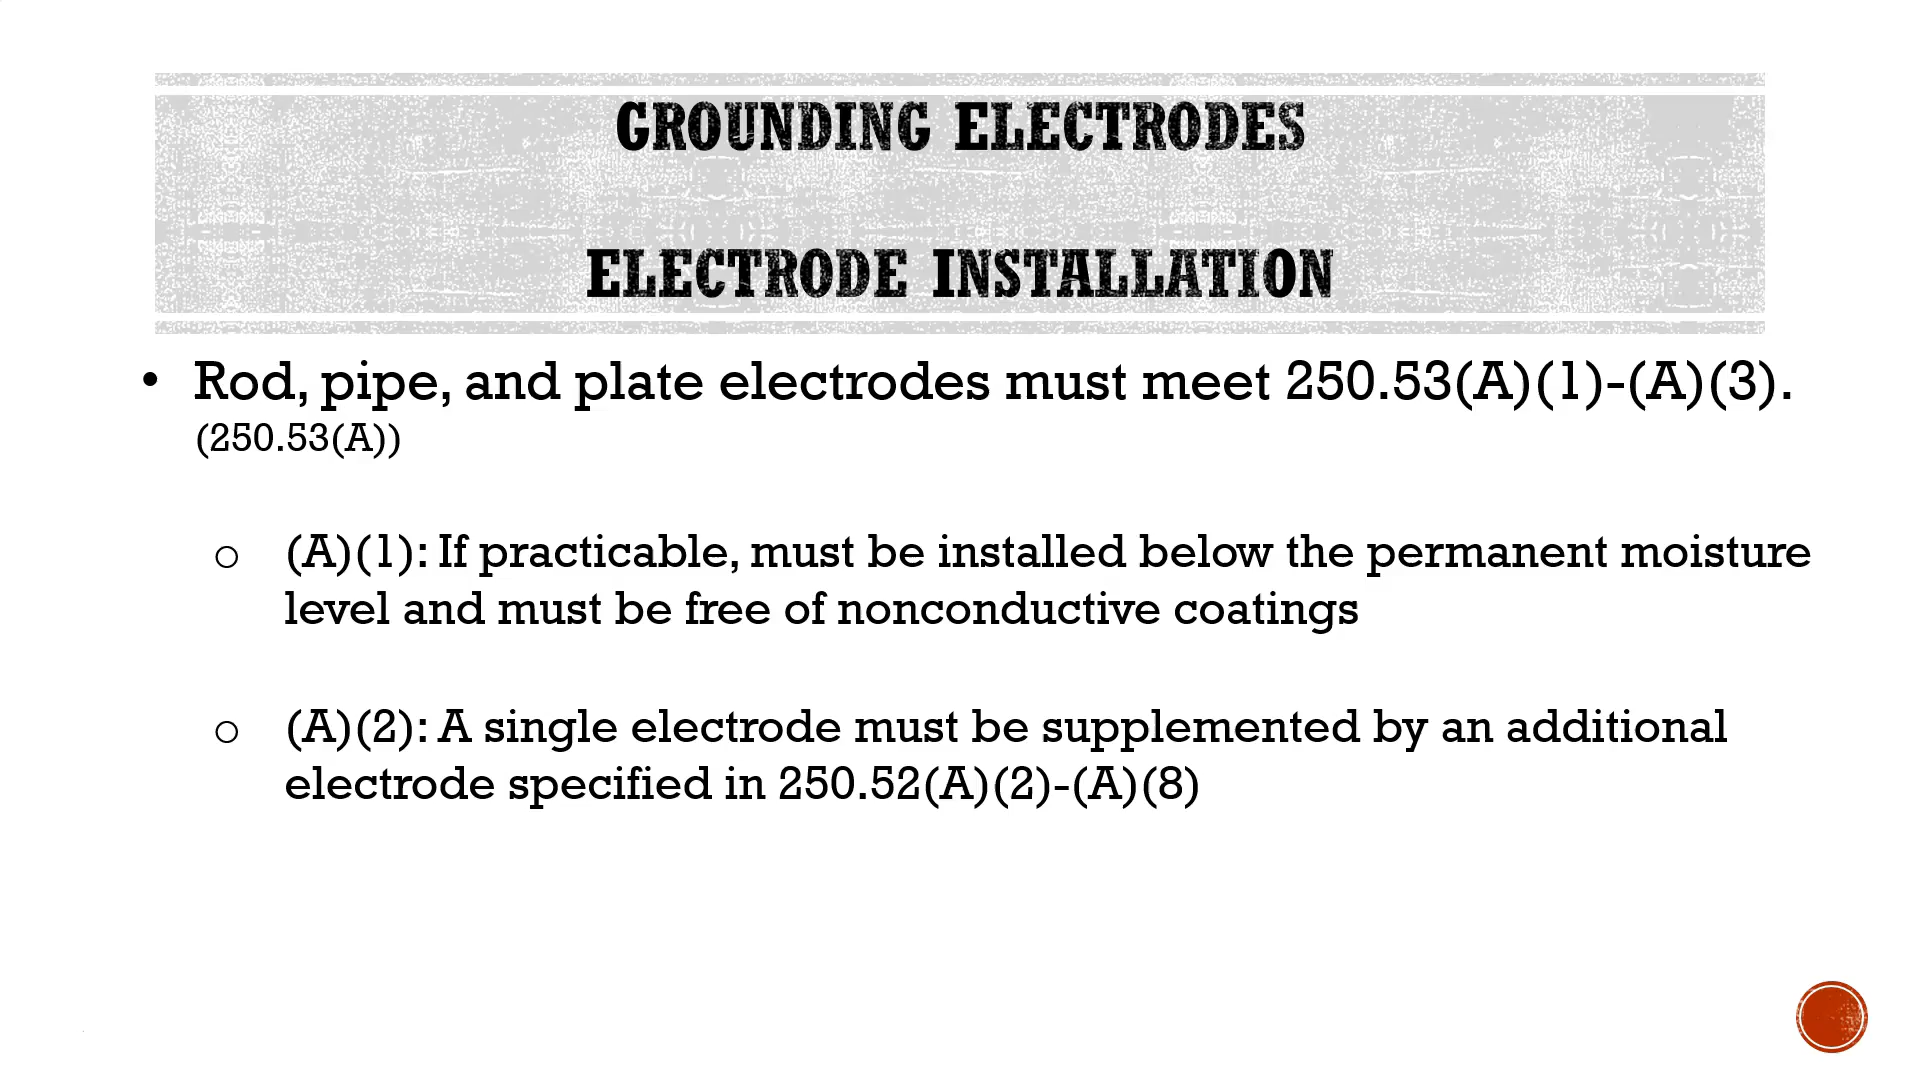 GROUNDING ELECTRODES
ELECTRODE INSTALLATION
• Rod, pipe, and plate electrodes must meet 250.53(A)(1)-(A)(3).
(250.53(A))
o (A)(1): If practicable, must be installed below the permanent moisture
level and must be free of nonconductive coatings
o (A)(2): A single electrode must be supplemented by an additional
electrode specified in 250.52(A)(2)-(A)(8)